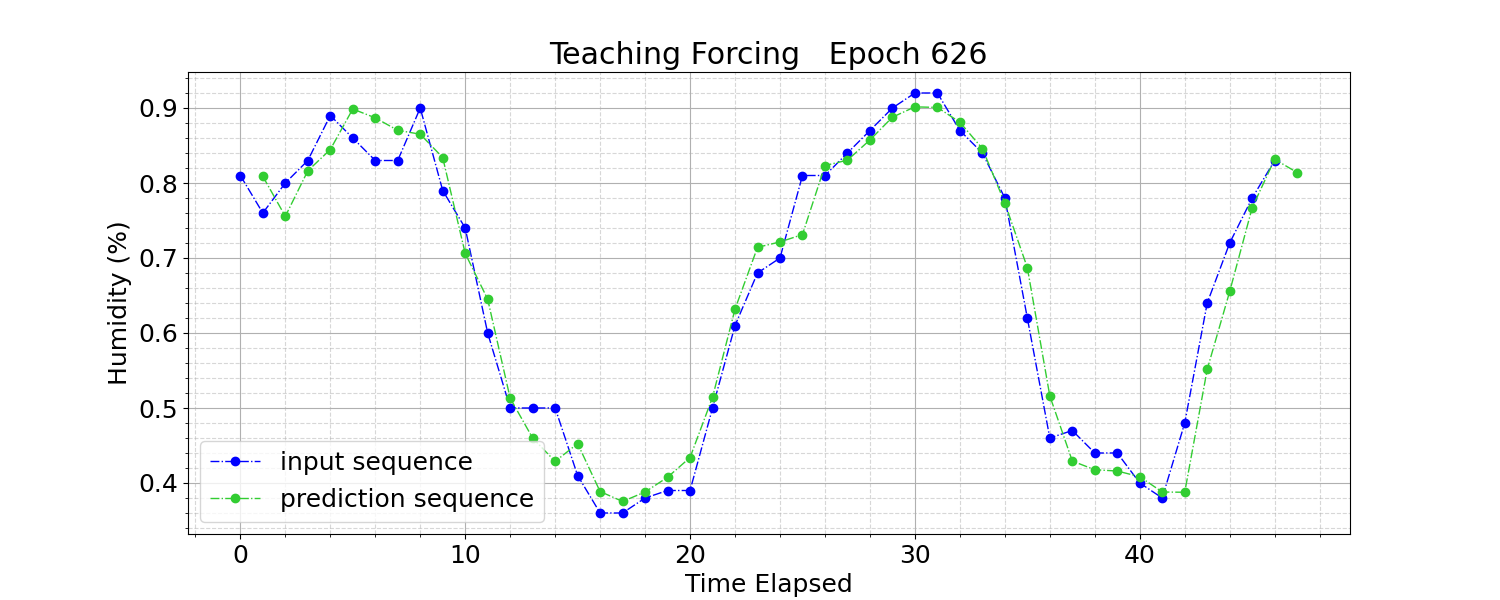 Teaching Forcing   Epoch 626
Humidity (%)
0.9
0.8
0.7
0.6
0.5
0.4
input sequence
prediction sequence
0 10 20 30 40
Time Elapsed